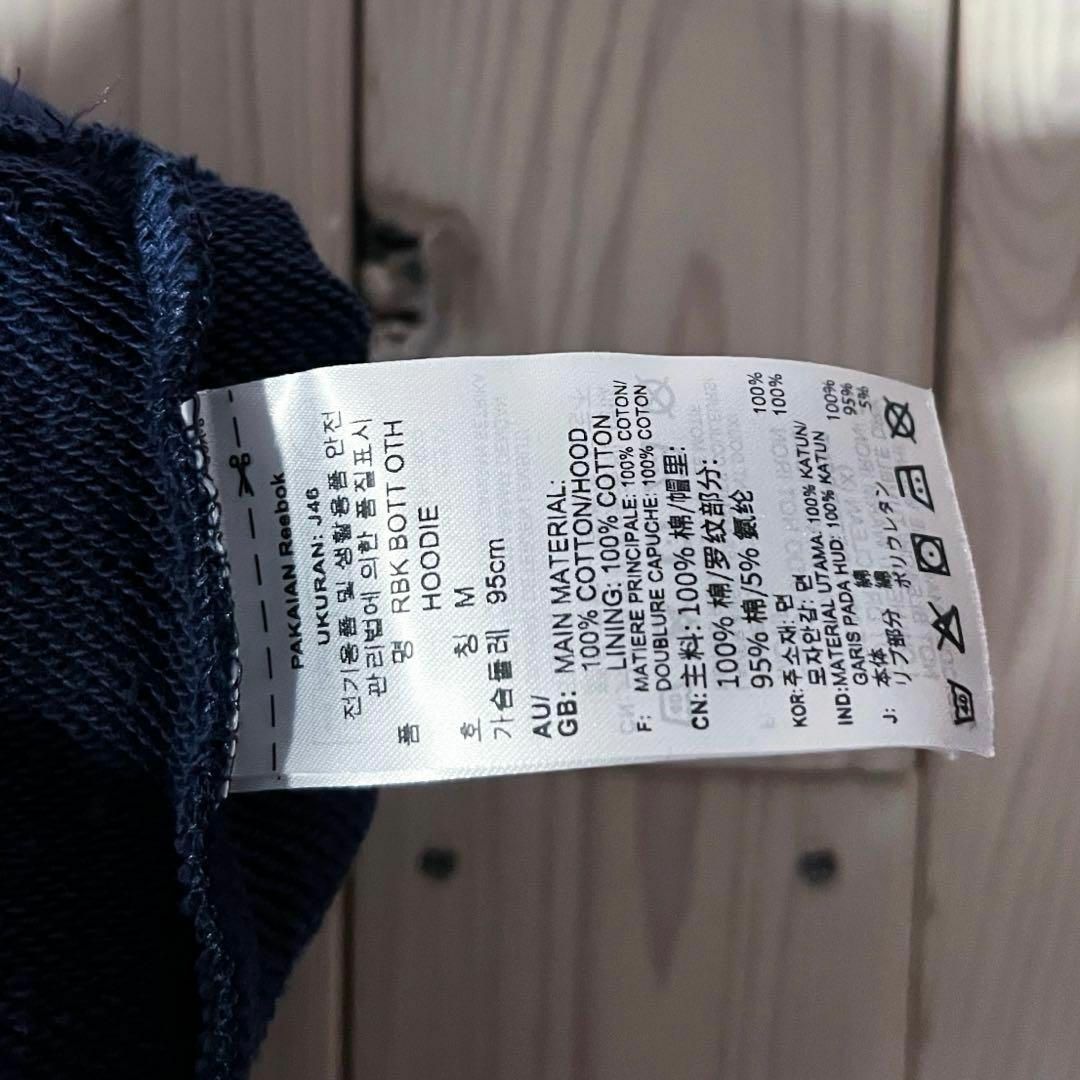 PAKAIAN Reebok
UKURAN: J46
전기용품 및 생활용품 안전
관리법에 의한 품질표시
품 명 RBK BOTT OTH
HOODIE
호 칭 M
가슴둘레 95cm
AU/
GB: MAIN MATERIAL:
100% COTTON/HOOD
LINING: 100% COTTON
F: MATIERE PRINCIPALE: 100% COTON/
DOUBLURE CAPUCHE: 100% COTON
CN: 主料: 100% 棉/帽里:
100% 棉/罗纹部分:
95% 棉/5% 氨纶
KOR: 주소재: 면 100%
모자안감: 면 100%
IND: MATERIAL UTAMA: 100% KATUN/
GARIS PADA HUD: 100% KATUN
J: 本体 綿 100%
リブ部分 綿 95%
ポリウレタン 5%
40